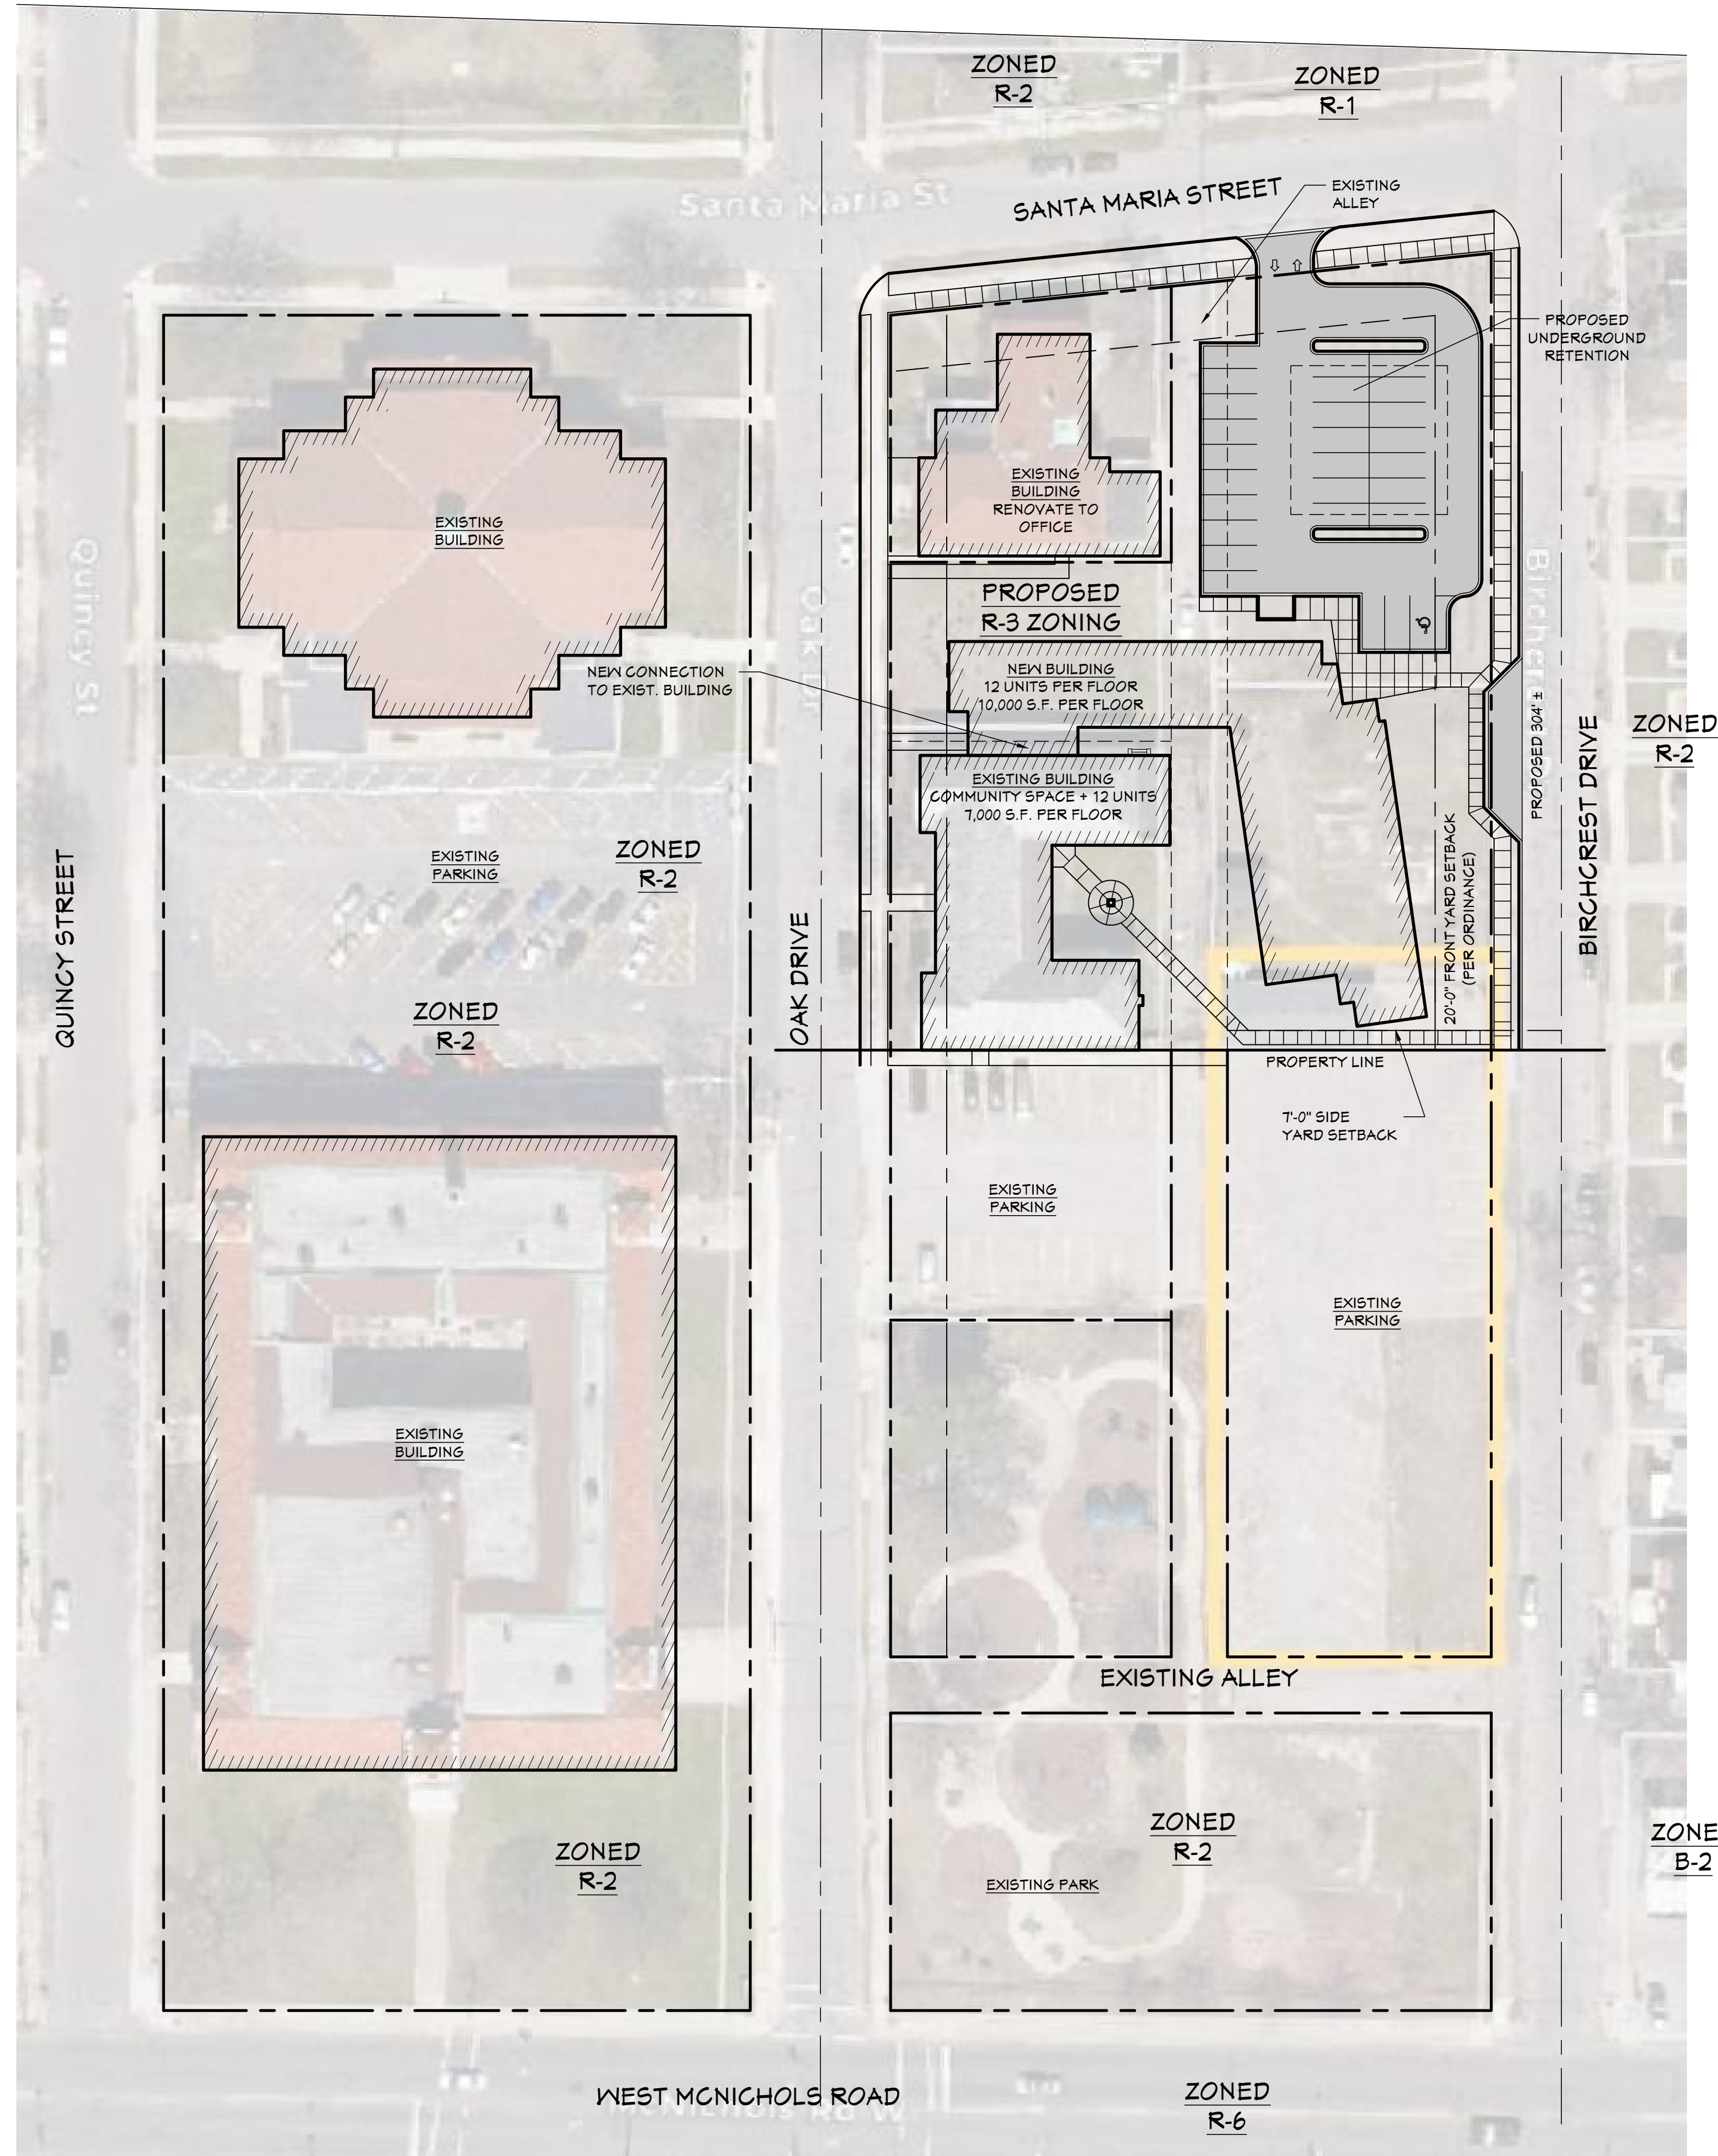 ZONED
R-2
ZONED
R-1
Santa Maria St
SANTA MARIA STREET
EXISTING
ALLEY
PROPOSED
UNDERGROUND
RETENTION
EXISTING
BUILDING
EXISTING
BUILDING
RENOVATE TO
OFFICE
Quincy St
Oak Dr
PROPOSED
R-3 ZONING
NEW CONNECTION
TO EXIST. BUILDING
NEW BUILDING
12 UNITS PER FLOOR
10,000 S.F. PER FLOOR
PROPOSED 304' ±
ZONED
R-2
EXISTING BUILDING
COMMUNITY SPACE + 12 UNITS
7,000 S.F. PER FLOOR
BIRCHCREST DRIVE
20'-0" FRONT YARD SETBACK
(PER ORDINANCE)
EXISTING
PARKING
ZONED
R-2
QUINCY STREET
OAK DRIVE
ZONED
R-2
PROPERTY LINE
7'-0" SIDE
YARD SETBACK
EXISTING
PARKING
EXISTING
PARKING
EXISTING
BUILDING
EXISTING ALLEY
ZONED
R-2
ZONED
R-2
EXISTING PARK
ZONE
B-2
WEST MCNICHOLS ROAD
McNichols Rd W
ZONED
R-6